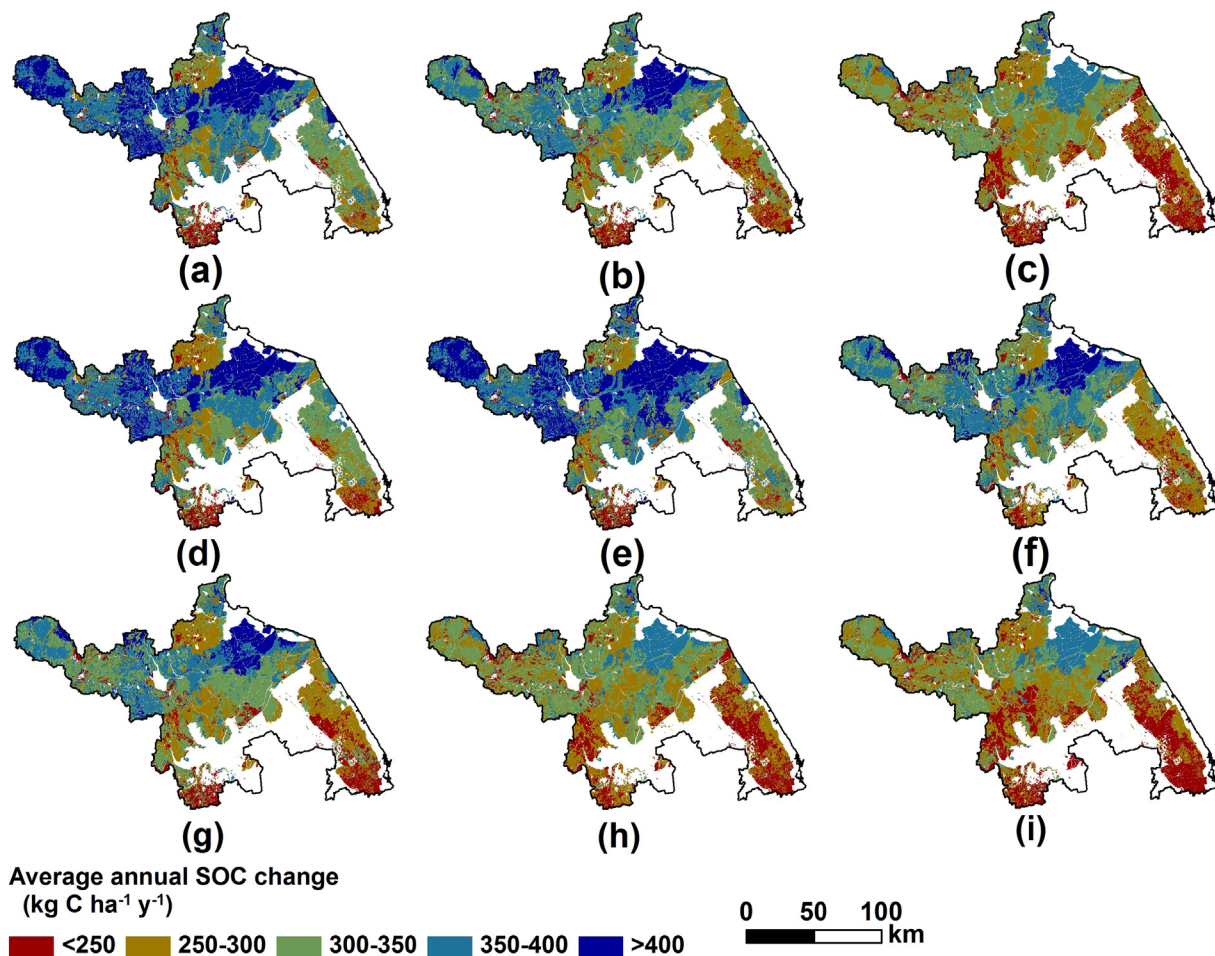 (a) (b) (c)
(d) (e) (f)
(g) (h) (i)
Average annual SOC change
(kg C ha⁻¹ y⁻¹)
<250 250-300 300-350 350-400 >400
0 50 100
km